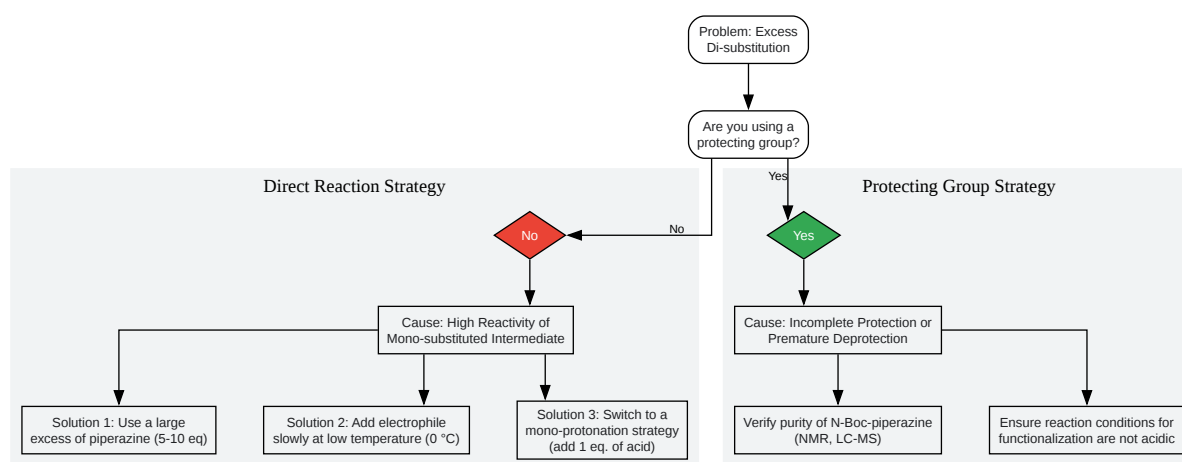 Problem: Excess
Di-substitution
Are you using a
protecting group?
Yes
No
Direct Reaction Strategy
No
Cause: High Reactivity of
Mono-substituted Intermediate
Solution 1: Use a large
excess of piperazine (5-10 eq)
Solution 2: Add electrophile
slowly at low temperature (0 °C)
Solution 3: Switch to a
mono-protonation strategy
(add 1 eq. of acid)
Protecting Group Strategy
Yes
Cause: Incomplete Protection or
Premature Deprotection
Verify purity of N-Boc-piperazine
(NMR, LC-MS)
Ensure reaction conditions for
functionalization are not acidic